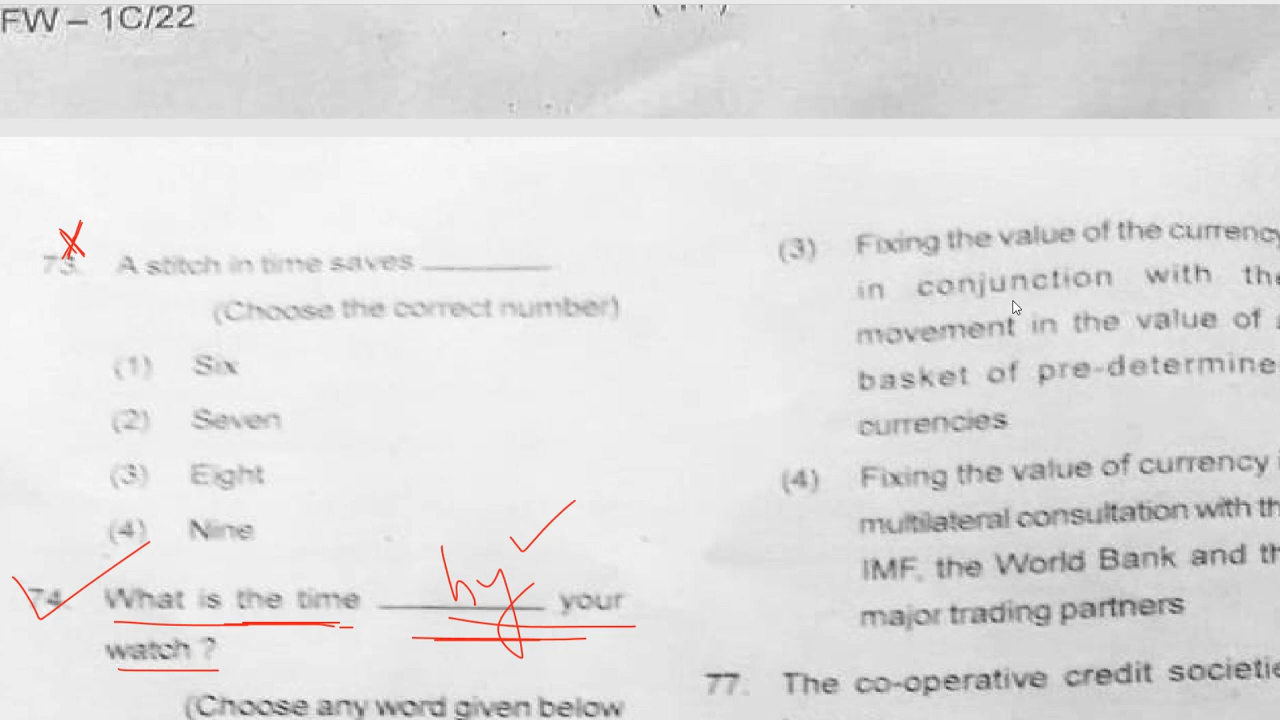 FW – 1C/22
73. A stitch in time saves ________
(Choose the correct number)
(1) Six
(2) Seven
(3) Eight
(4) Nine
74. What is the time ________ your
by
watch ?
(Choose any word given below
(3) Fixing the value of the currency
in conjunction with the
movement in the value of
basket of pre-determine
currencies
(4) Fixing the value of currency
multilateral consultation with th
IMF, the World Bank and th
major trading partners
77. The co-operative credit societie